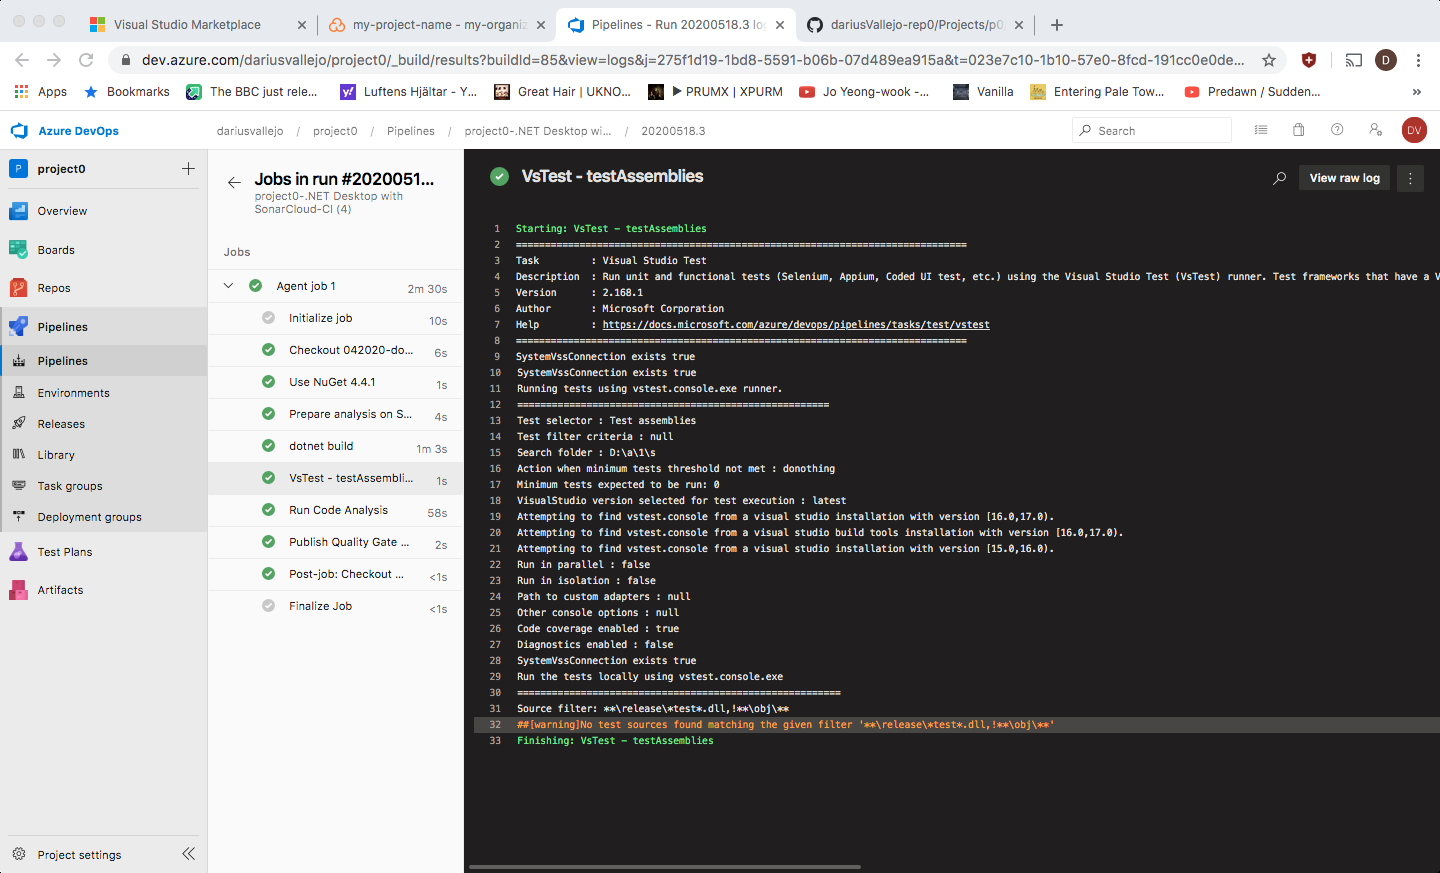 Visual Studio Marketplace
my-project-name - my-organiz
Pipelines - Run 20200518.3 lo
dariusVallejo-rep0/Projects/p0
dev.azure.com/dariusvallejo/project0/_build/results?buildId=85&view=logs&j=275f1d19-1bd8-5591-b06b-07d489ea915a&t=023e7c10-1b10-57e0-8fcd-191cc0e0de...
D
Apps
Bookmarks
The BBC just rele...
Luftens Hjältar - Y...
Great Hair | UKNO...
▶ PRUMX | XPURM
Jo Yeong-wook -...
Vanilla
Entering Pale Tow...
Predawn / Sudden...
»
Azure DevOps
dariusvallejo / project0 / Pipelines / project0-.NET Desktop wi... / 20200518.3
Search
DV
P
project0
Overview
Boards
Repos
Pipelines
Pipelines
Environments
Releases
Library
Task groups
Deployment groups
Test Plans
Artifacts
Project settings
Jobs in run #2020051...
project0-.NET Desktop with
SonarCloud-CI (4)
Jobs
Agent job 1 2m 30s
Initialize job 10s
Checkout 042020-do... 6s
Use NuGet 4.4.1 1s
Prepare analysis on S... 4s
dotnet build 1m 3s
VsTest - testAssembli... 1s
Run Code Analysis 58s
Publish Quality Gate ... 2s
Post-job: Checkout ... <1s
Finalize Job <1s
VsTest - testAssemblies
View raw log
1 Starting: VsTest - testAssemblies
2 ==============================================================================
3 Task : Visual Studio Test
4 Description : Run unit and functional tests (Selenium, Appium, Coded UI test, etc.) using the Visual Studio Test (VsTest) runner. Test frameworks that have a V
5 Version : 2.168.1
6 Author : Microsoft Corporation
7 Help : https://docs.microsoft.com/azure/devops/pipelines/tasks/test/vstest
8 ==============================================================================
9 SystemVssConnection exists true
10 SystemVssConnection exists true
11 Running tests using vstest.console.exe runner.
12 ======================================================
13 Test selector : Test assemblies
14 Test filter criteria : null
15 Search folder : D:\a\1\s
16 Action when minimum tests threshold not met : donothing
17 Minimum tests expected to be run: 0
18 VisualStudio version selected for test execution : latest
19 Attempting to find vstest.console from a visual studio installation with version [16.0,17.0).
20 Attempting to find vstest.console from a visual studio build tools installation with version [16.0,17.0).
21 Attempting to find vstest.console from a visual studio installation with version [15.0,16.0).
22 Run in parallel : false
23 Run in isolation : false
24 Path to custom adapters : null
25 Other console options : null
26 Code coverage enabled : true
27 Diagnostics enabled : false
28 SystemVssConnection exists true
29 Run the tests locally using vstest.console.exe
30 ========================================================
31 Source filter: **\release\*test*.dll,!**\obj\**
32 ##[warning]No test sources found matching the given filter '**\release\*test*.dll,!**\obj\**'
33 Finishing: VsTest - testAssemblies